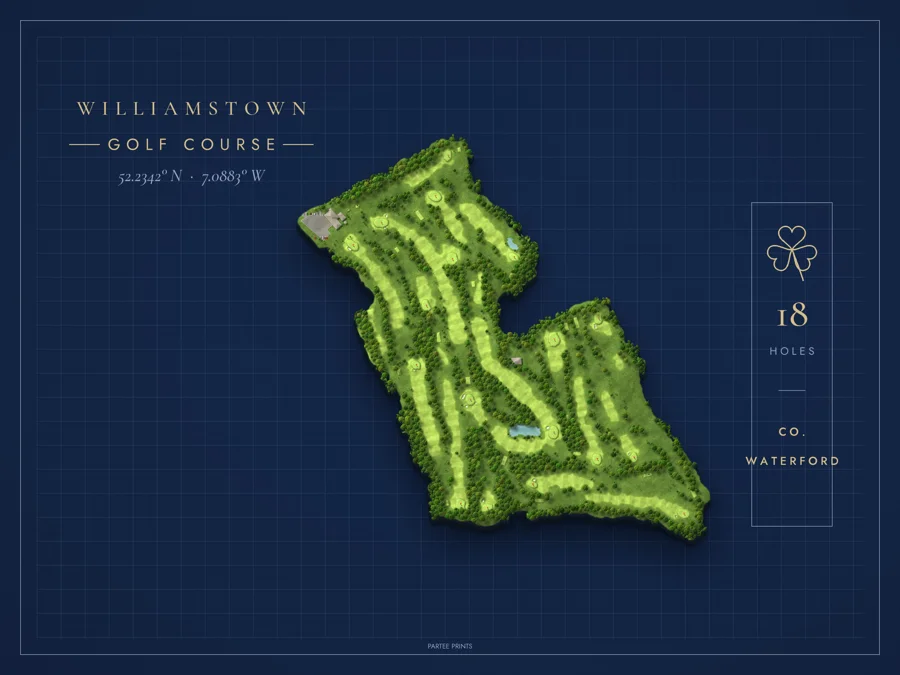 WILLIAMSTOWN
GOLF COURSE
52.2342° N · 7.0883° W
18
HOLES
CO.
WATERFORD
PARTEE PRINTS